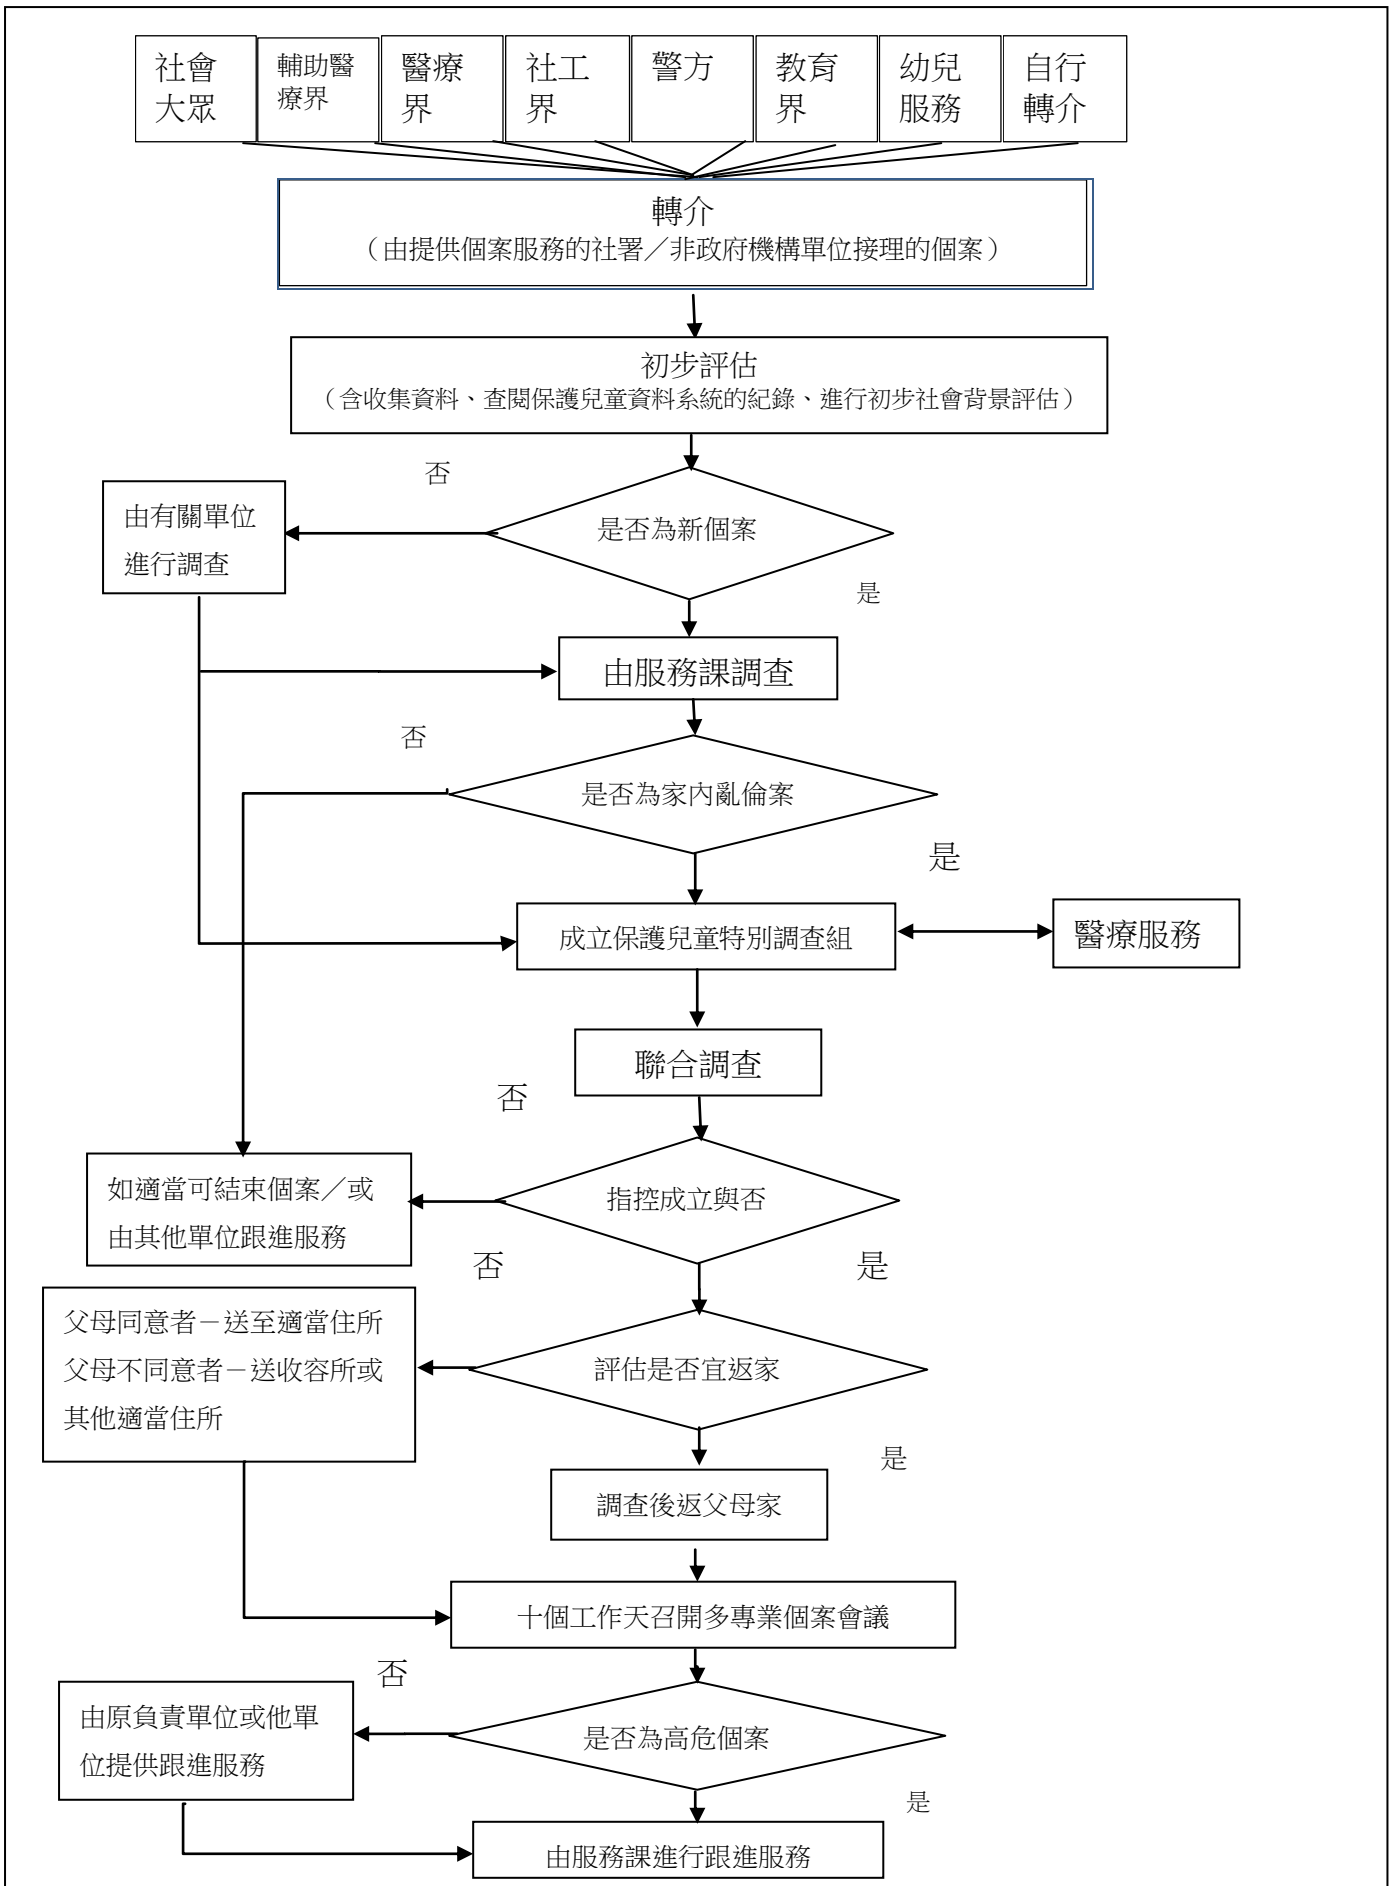 社會
大眾
輔助醫
療界
醫療
界
社工
界
警方
教育
界
幼兒
服務
自行
轉介
轉介
（由提供個案服務的社署／非政府機構單位接理的個案）
初步評估
（含收集資料、查閱保護兒童資料系統的紀錄、進行初步社會背景評估）
否
是否為新個案
由有關單位
進行調查
是
由服務課調查
否
是否為家內亂倫案
是
成立保護兒童特別調查組
醫療服務
聯合調查
否
指控成立與否
如適當可結束個案／或
由其他單位跟進服務
否
是
父母同意者－送至適當住所
父母不同意者－送收容所或
其他適當住所
評估是否宜返家
是
調查後返父母家
十個工作天召開多專業個案會議
否
由原負責單位或他單
位提供跟進服務
是否為高危個案
是
由服務課進行跟進服務